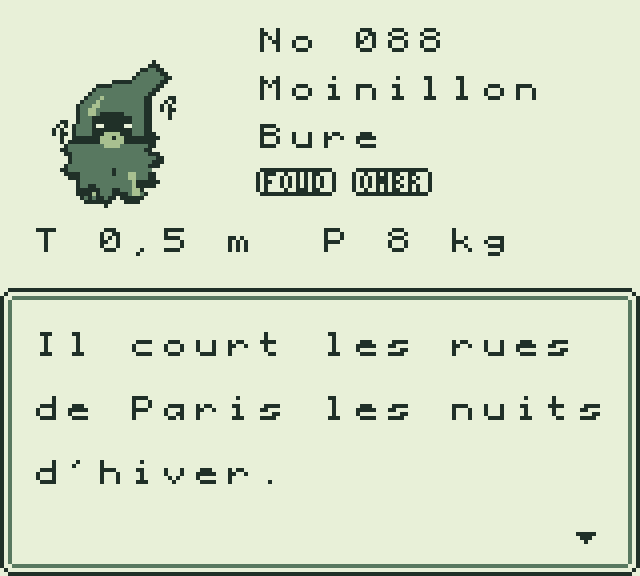 No 088
Moinillon
Bure
FOUD OMBR
T 0,5 m P 8 kg
Il court les rues
de Paris les nuits
d'hiver.